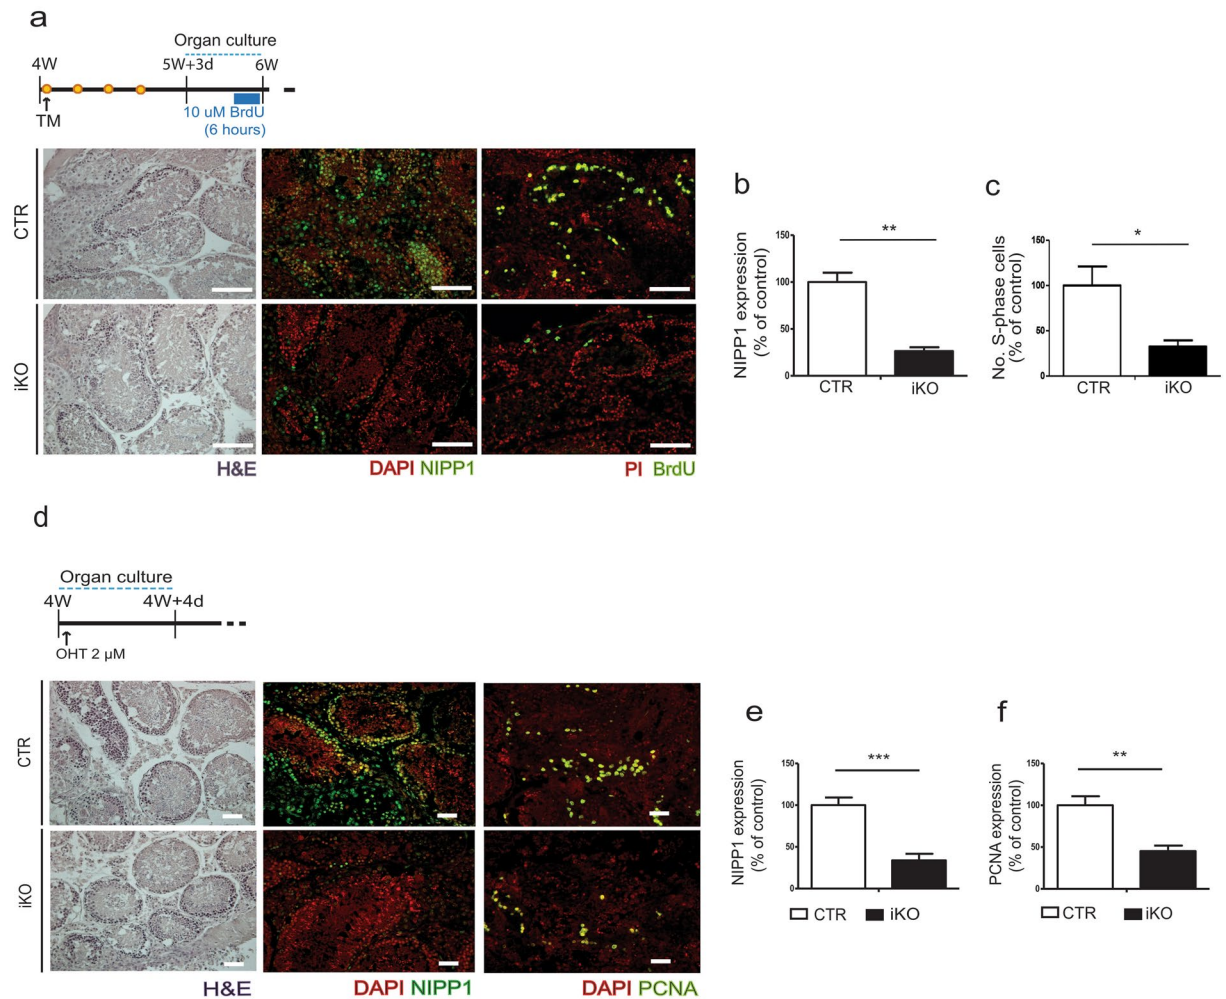 a
Organ culture
4W
5W+3d
6W
TM
10 uM BrdU
(6 hours)
CTR
iKO
H&E
DAPI NIPP1
PI BrdU
b
NIPP1 expression
(% of control)
150
100
50
0
**
CTR
iKO
c
No. S-phase cells
(% of control)
150
100
50
0
*
CTR
iKO
d
Organ culture
4W
4W+4d
OHT 2 µM
CTR
iKO
H&E
DAPI NIPP1
DAPI PCNA
e
NIPP1 expression
(% of control)
150
100
50
0
***
CTR
iKO
f
PCNA expression
(% of control)
150
100
50
0
**
CTR
iKO